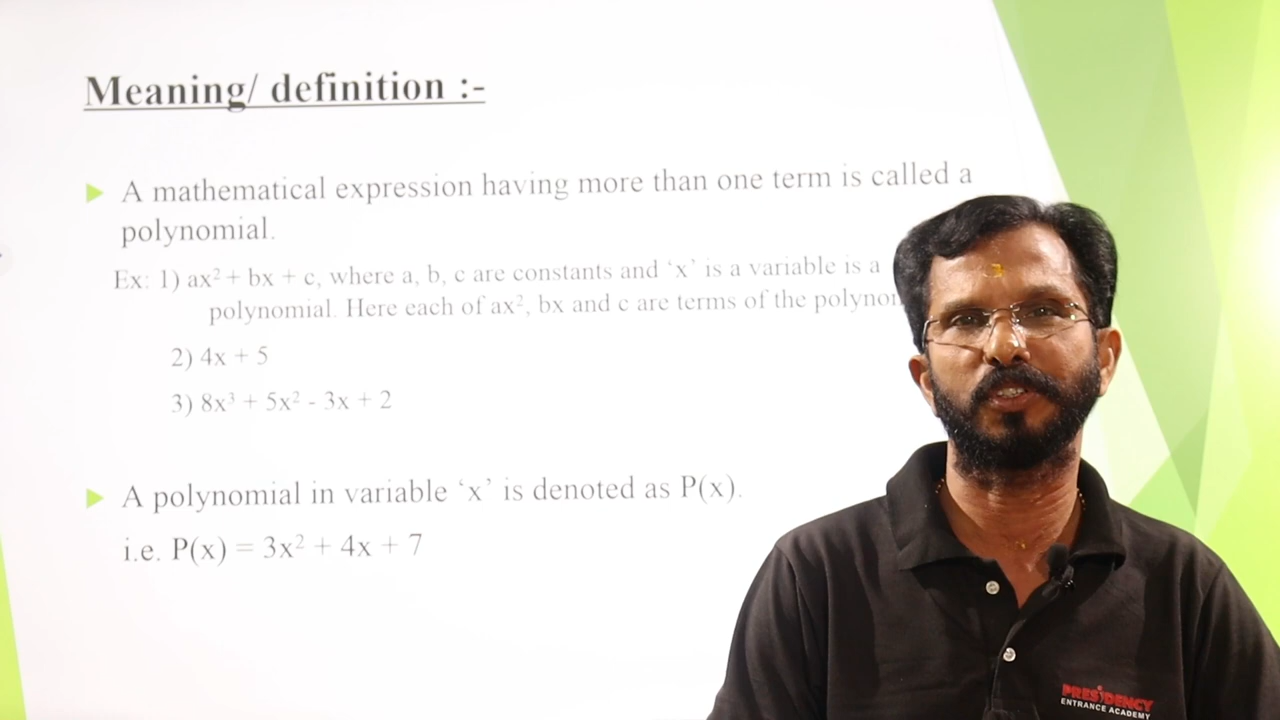 Meaning/ definition :-
A mathematical expression having more than one term is called a
polynomial.
Ex: 1) ax² + bx + c, where a, b, c are constants and ‘x’ is a variable is a
polynomial. Here each of ax², bx and c are terms of the
2) 4x + 5
3) 8x³ + 5x² - 3x + 2
A polynomial in variable ‘x’ is denoted as P(x).
i.e. P(x) = 3x² + 4x + 7
PRESIDENCY
ENTRANCE ACADEMY